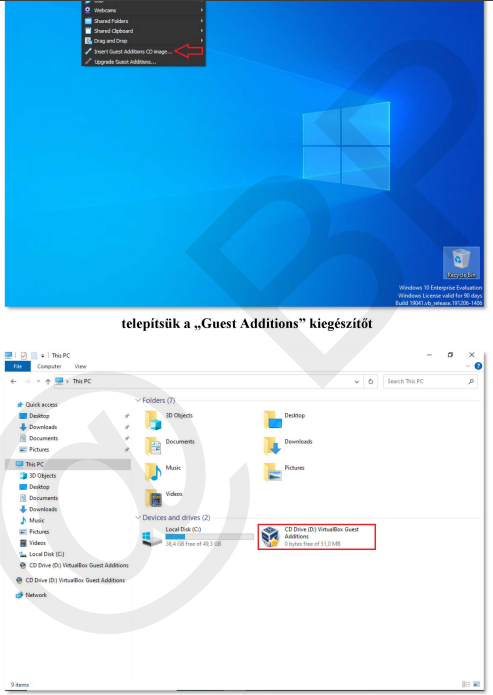 USB
Webcams
Shared Folders
Shared Clipboard
Drag and Drop
Insert Guest Additions CD image...
Upgrade Guest Additions...
Recycle Bin
Windows 10 Enterprise Evaluation
Windows License valid for 90 days
Build 19041.vb_release.191206-1406
telepítsük a „Guest Additions” kiegészítőt
This PC
File Computer View
This PC
Search This PC
Quick access
Desktop
Downloads
Documents
Pictures
This PC
3D Objects
Desktop
Documents
Downloads
Music
Pictures
Videos
Local Disk (C:)
CD Drive (D:) VirtualBox Guest Additions
CD Drive (D:) VirtualBox Guest Additions
Network
Folders (7)
3D Objects
Desktop
Documents
Downloads
Music
Pictures
Videos
Devices and drives (2)
Local Disk (C:)
38,4 GB free of 49,3 GB
CD Drive (D:) VirtualBox Guest
Additions
0 bytes free of 51,0 MB
9 items